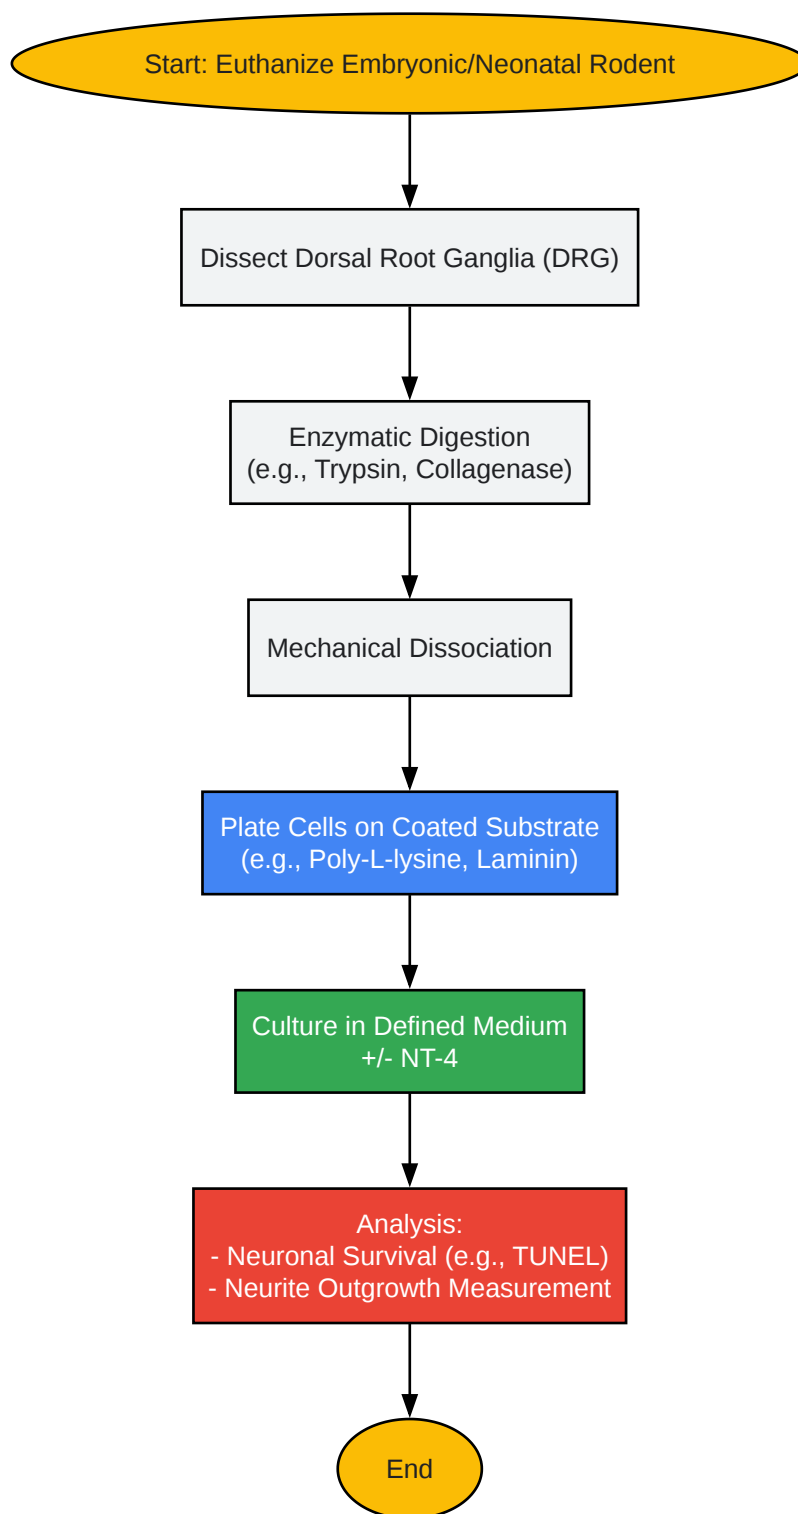 Start: Euthanize Embryonic/Neonatal Rodent
Dissect Dorsal Root Ganglia (DRG)
Enzymatic Digestion
(e.g., Trypsin, Collagenase)
Mechanical Dissociation
Plate Cells on Coated Substrate
(e.g., Poly-L-lysine, Laminin)
Culture in Defined Medium
+/- NT-4
Analysis:
- Neuronal Survival (e.g., TUNEL)
- Neurite Outgrowth Measurement
End